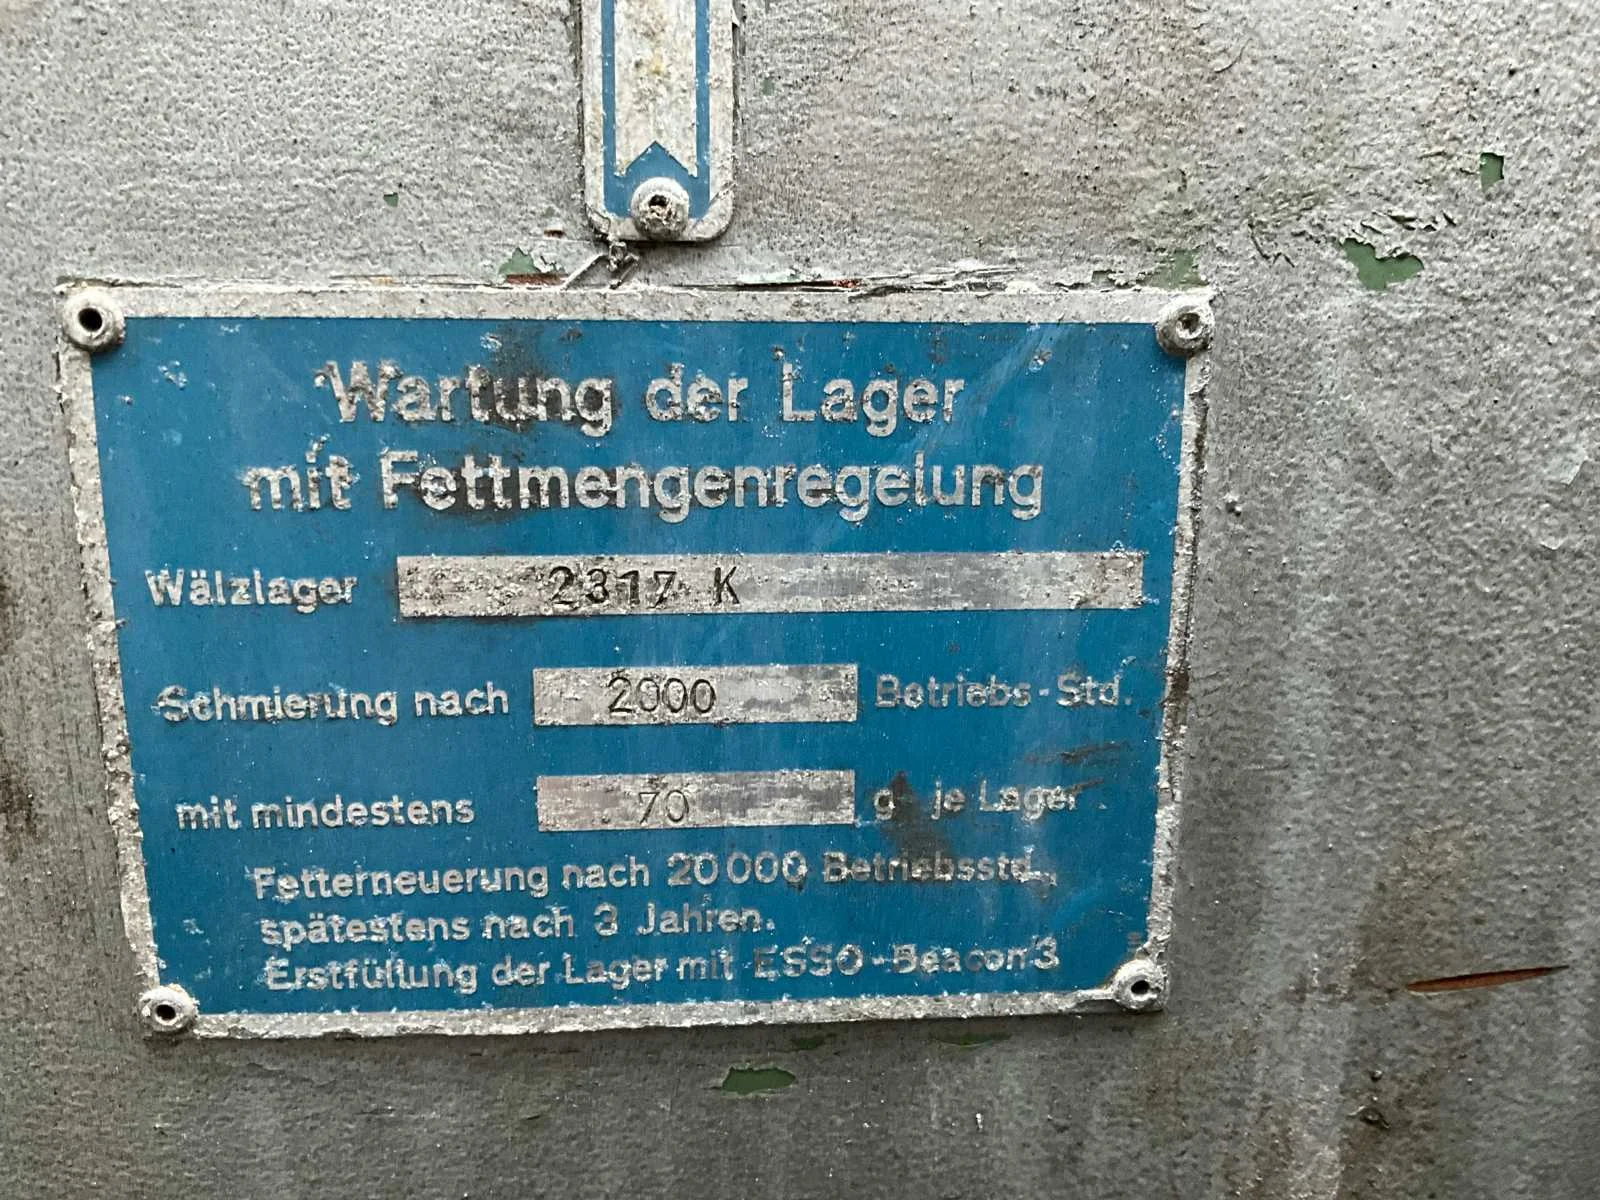 Wartung der Lager
mit Fettmengenregelung
Wälzlager 2317 K
Schmierung nach 2000 Betriebs-Std.
mit mindestens 70 g je Lager.
Fetterneuerung nach 20000 Betriebsstd.,
spätestens nach 3 Jahren.
Erstfüllung der Lager mit ESSO-Beacon 3